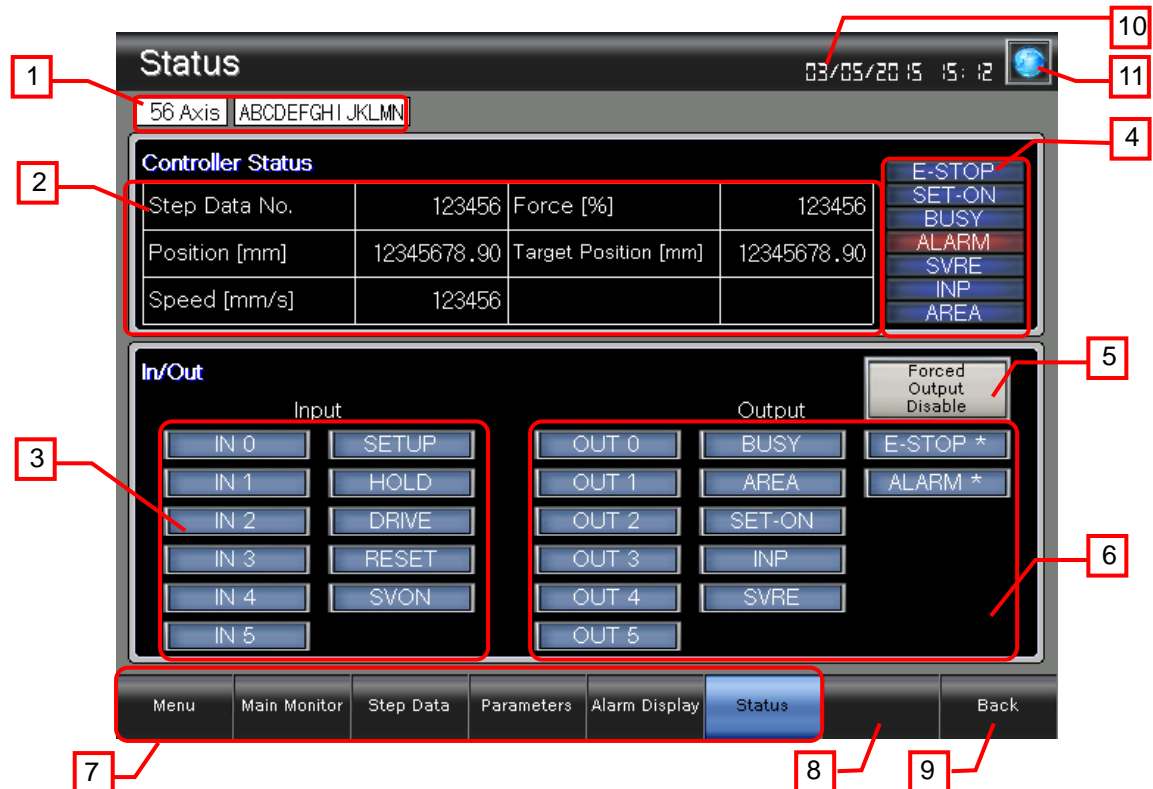 10
Status
03/05/2015 15:12
1
11
56 Axis ABCDEFGHIJKLMN
4
Controller Status
E-STOP
2
Step Data No. 123456 Force [%] 123456
SET-ON
BUSY
Position [mm] 12345678.90 Target Position [mm] 12345678.90
ALARM
SVRE
Speed [mm/s] 123456
INP
AREA
5
In/Out
Forced
Output
Disable
Input Output
IN 0 SETUP OUT 0 BUSY E-STOP *
3
IN 1 HOLD OUT 1 AREA ALARM *
IN 2 DRIVE OUT 2 SET-ON
IN 3 RESET OUT 3 INP
6
IN 4 SVON OUT 4 SVRE
IN 5 OUT 5
Menu Main Monitor Step Data Parameters Alarm Display Status Back
7 8 9